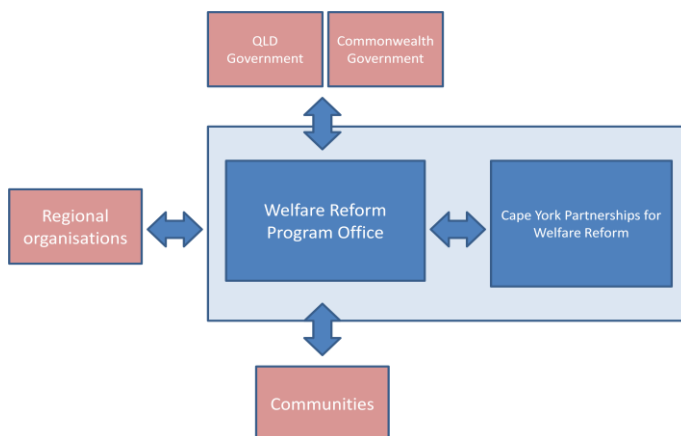 QLD
Government
Commonwealth
Government
Regional
organisations
Welfare Reform
Program Office
Cape York Partnerships for
Welfare Reform
Communities